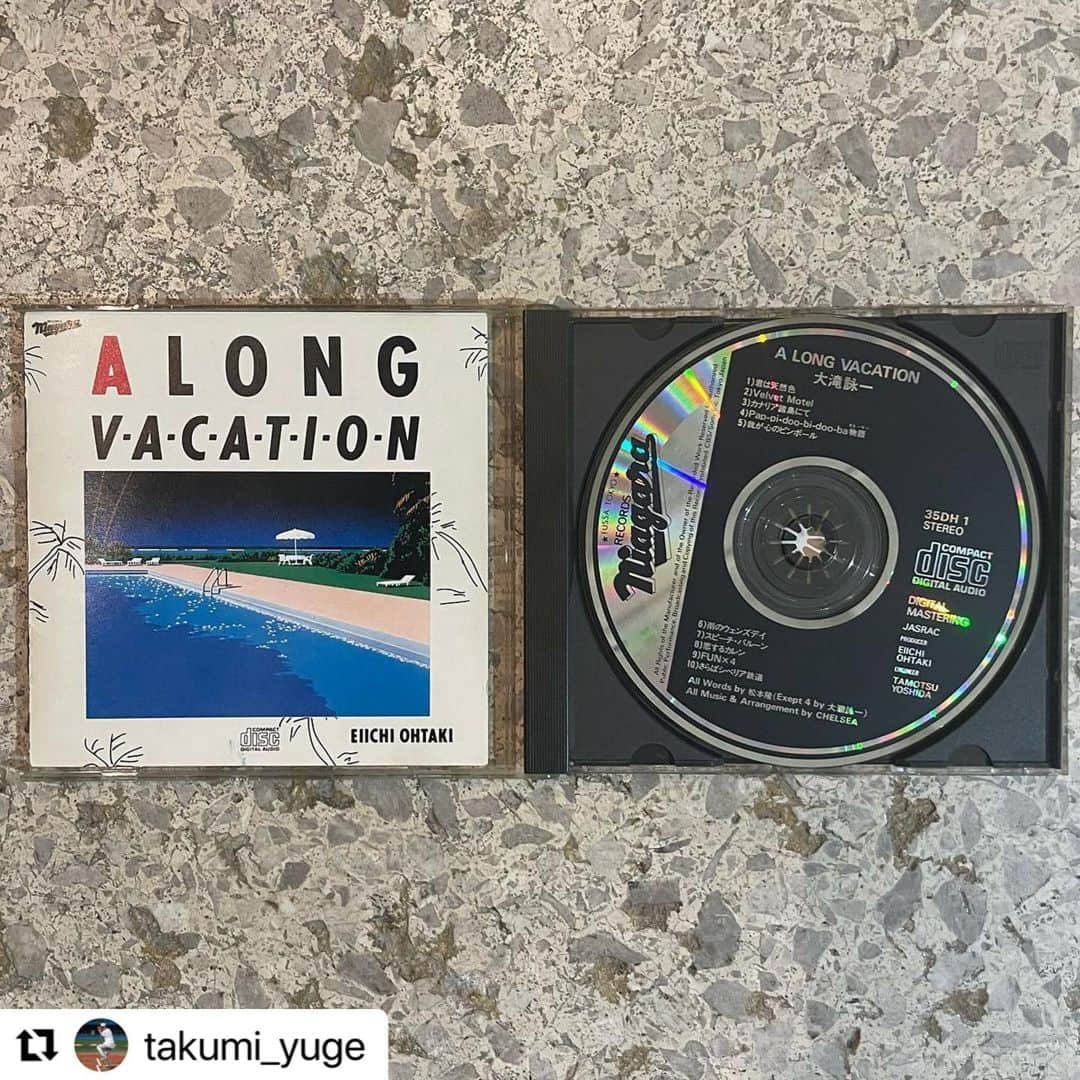 Niagara
A LONG
V·A·C·A·T·I·O·N
COMPACT
disc
DIGITAL AUDIO
EIICHI OHTAKI
A LONG VACATION
大滝詠一
1)君は天然色
2)Velvet Motel
3)カナリア諸島にて
4)Pap-pi-doo-bi-doo-ba物語
5)我が心のピンボール
★FUSSA TOKYO★
Niagara
RECORDS
35DH 1
STEREO
COMPACT
disc
DIGITAL AUDIO
DIGITAL
MASTERING
JASRAC
PRODUCER
EIICHI
OHTAKI
ENGINEER
TAMOTSU
YOSHIDA
6)雨のウェンズデイ
7)スピーチ・バルーン
8)恋するカレン
9)FUN×4
10)さらばシベリア鉄道
All Words by 松本隆(Exept 4 by 大瀧詠一)
All Music & Arrangement by CHELSEA
takumi_yuge